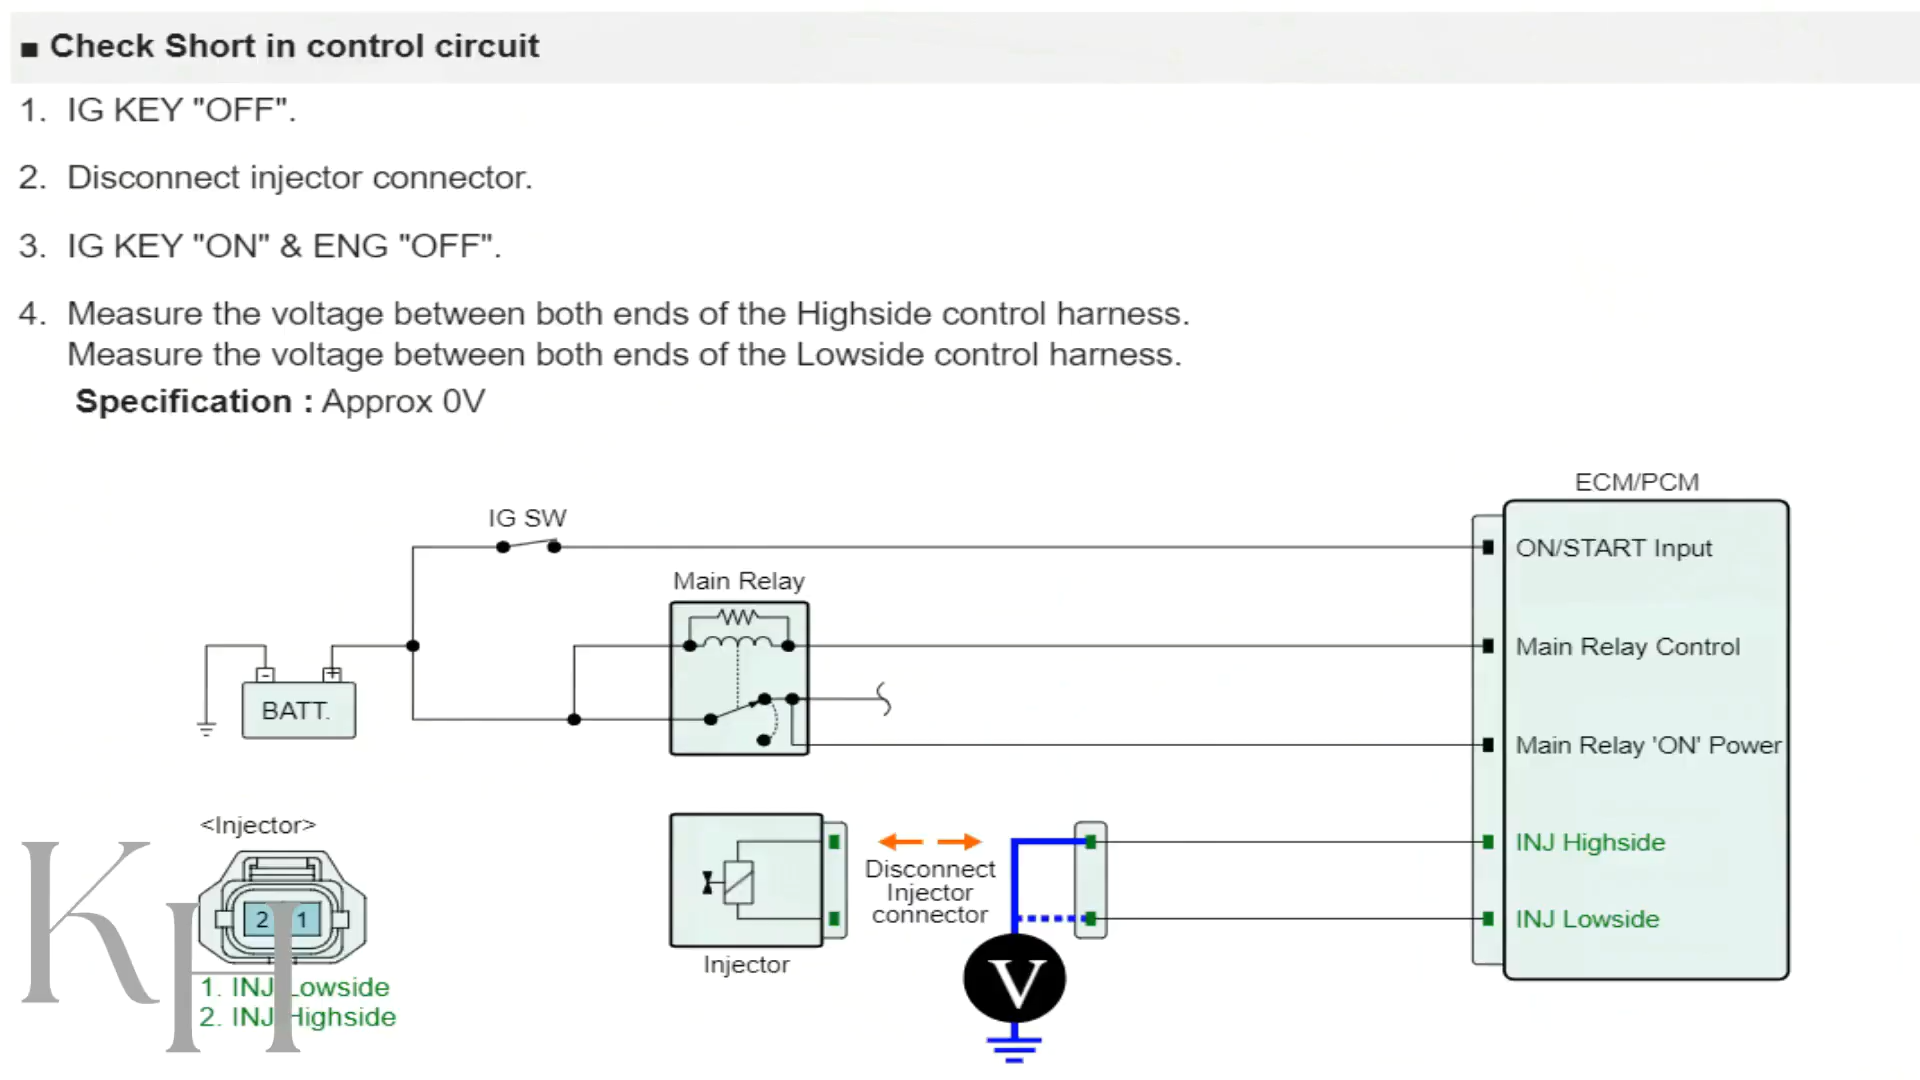 ■ Check Short in control circuit
1. IG KEY "OFF".
2. Disconnect injector connector.
3. IG KEY "ON" & ENG "OFF".
4. Measure the voltage between both ends of the Highside control harness.
Measure the voltage between both ends of the Lowside control harness.
Specification : Approx 0V
ECM/PCM
IG SW
ON/START Input
Main Relay
Main Relay Control
- +
BATT.
Main Relay 'ON' Power
<Injector>
INJ Highside
Disconnect
Injector
connector
2 1
INJ Lowside
Injector
V
1. INJ Lowside
2. INJ Highside
KH